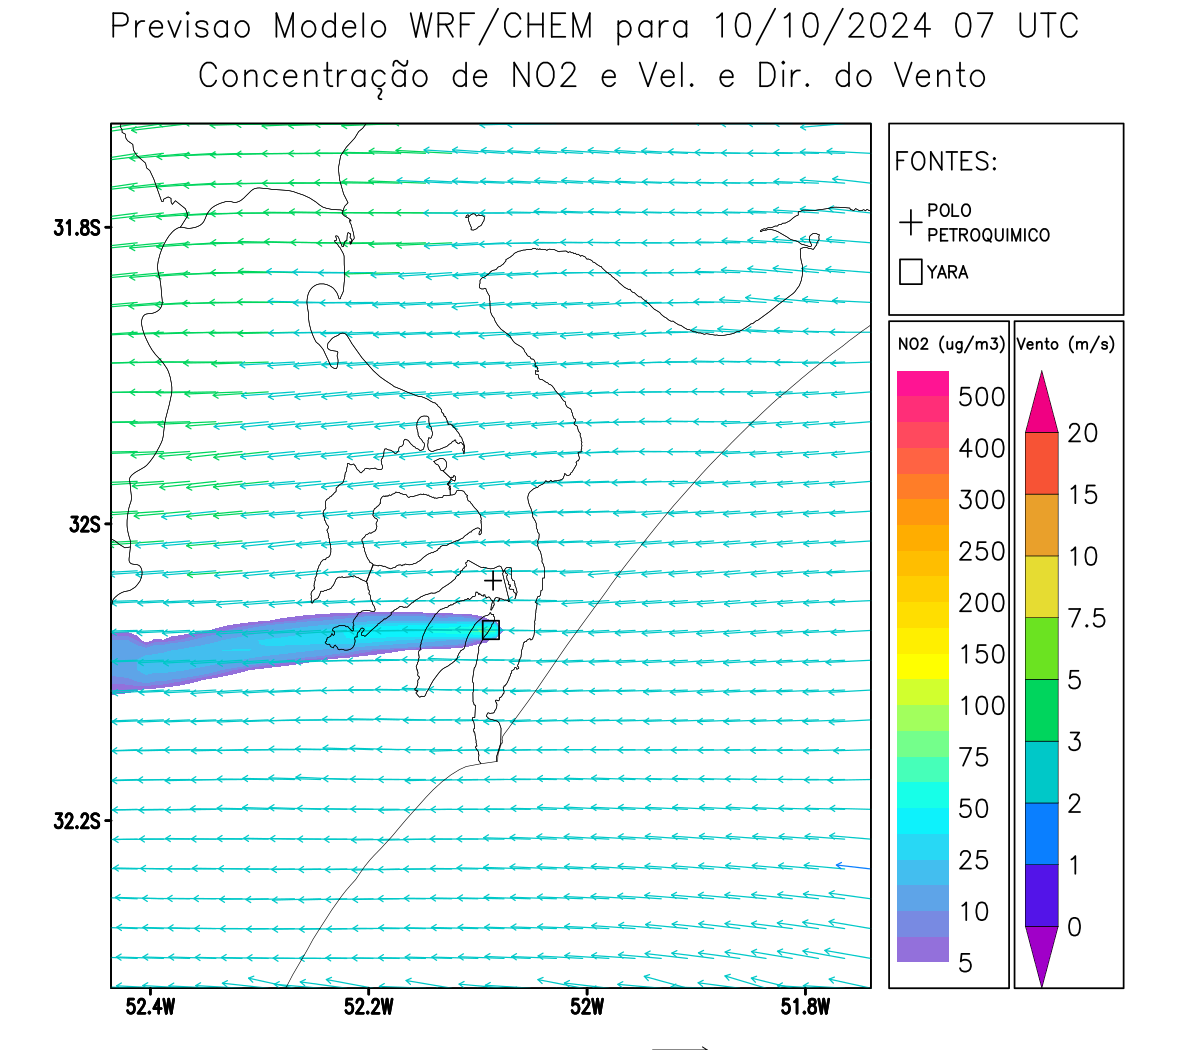 Previsao Modelo WRF/CHEM para 10/10/2024 07 UTC
Concentração de NO2 e Vel. e Dir. do Vento
FONTES:
POLO
PETROQUIMICO
YARA
NO2 (ug/m3)
500
400
300
250
200
150
100
75
50
25
10
5
Vento (m/s)
20
15
10
7.5
5
3
2
1
0
31.8S
32S
32.2S
52.4W
52.2W
52W
51.8W